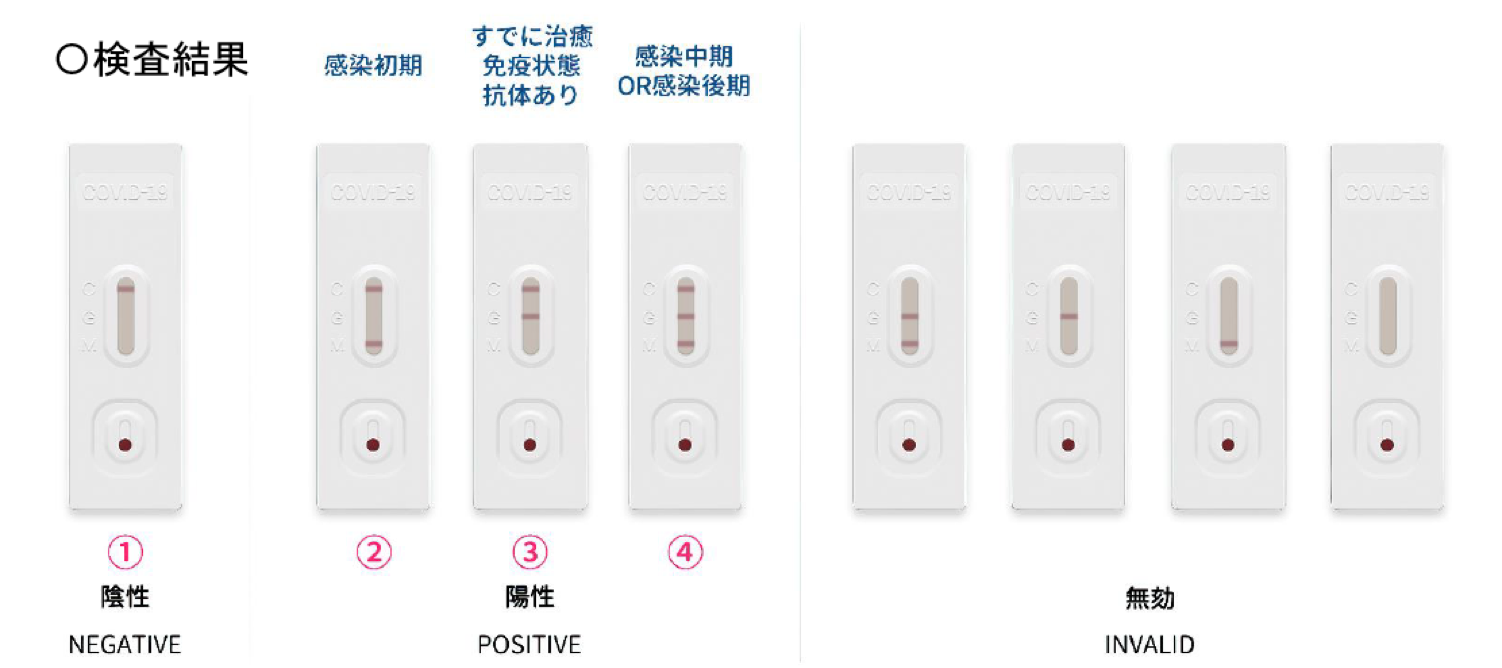 〇検査結果
感染初期
すでに治癒
免疫状態
抗体あり
感染中期
OR感染後期
COVID-19
C
G
M
COVID-19
C
G
M
COVID-19
C
G
M
COVID-19
C
G
M
COVID-19
C
G
M
COVID-19
C
G
M
COVID-19
C
G
M
COVID-19
C
G
M
①
②
③
④
陰性
NEGATIVE
陽性
POSITIVE
無効
INVALID